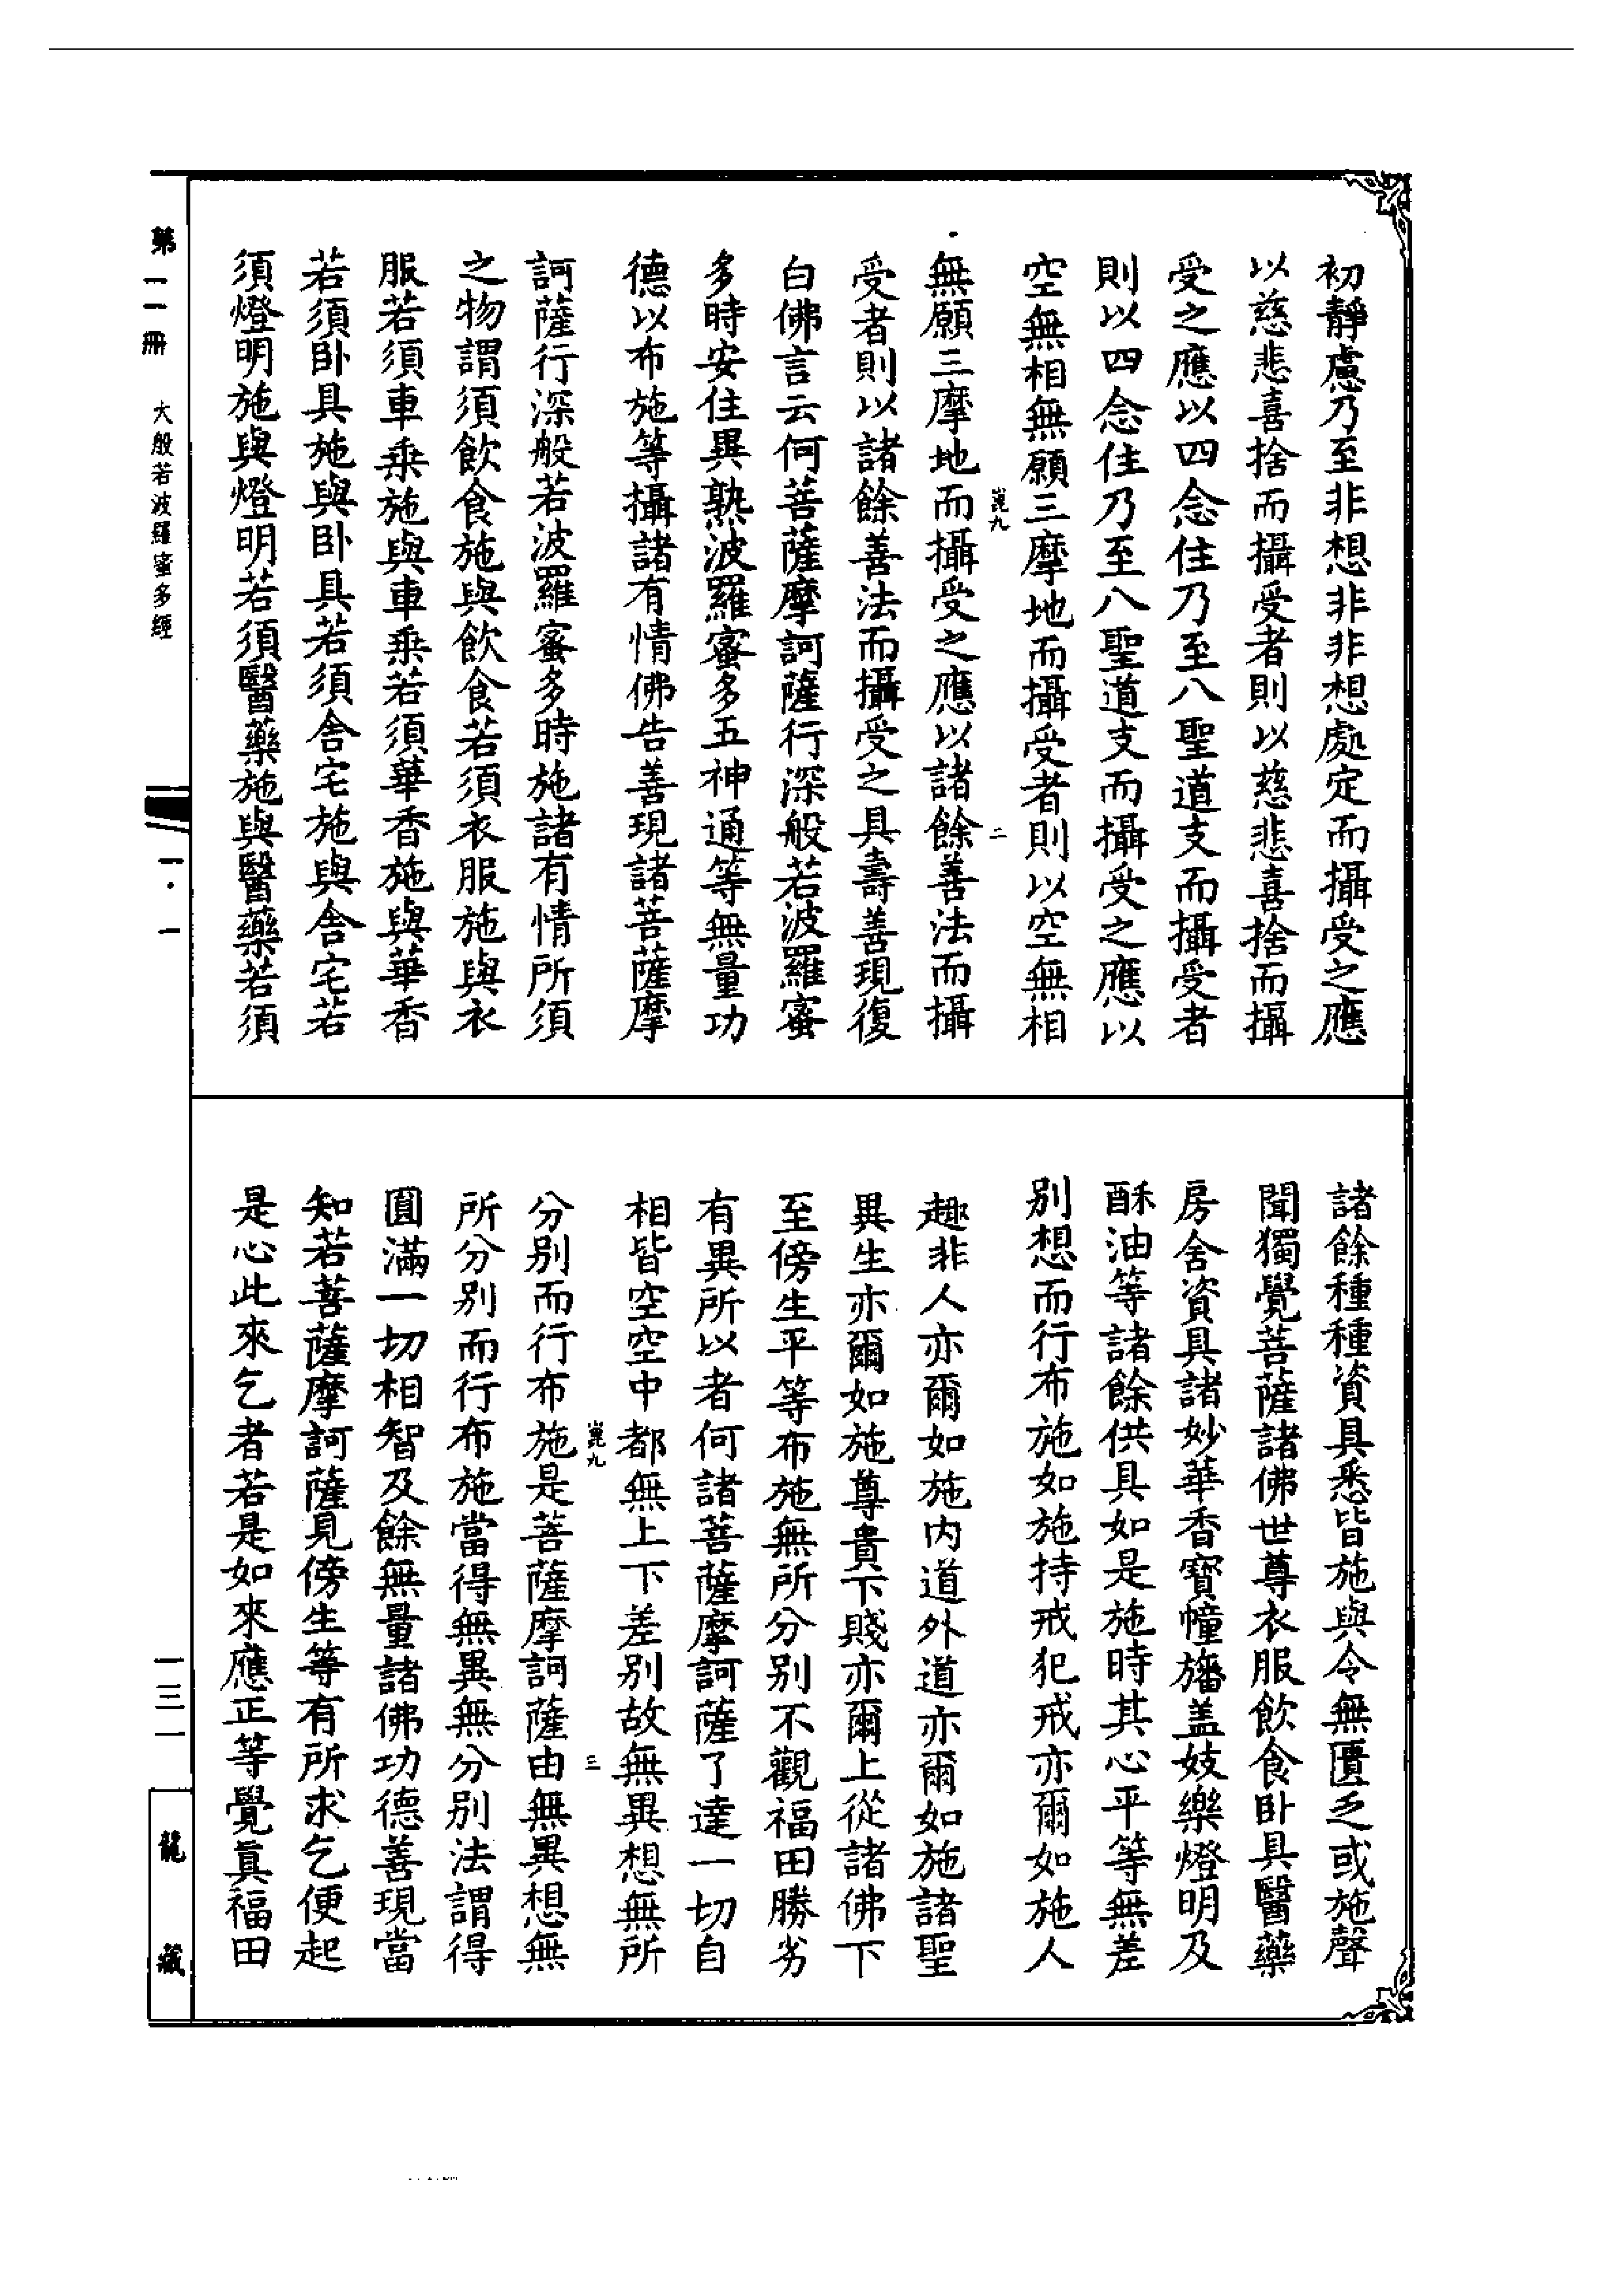 初靜慮乃至非想非非想處定而攝受之應
以慈悲喜捨而攝受者則以慈悲喜捨而攝
受之應以四念住乃至八聖道支而攝受者
則以四念住乃至八聖道支而攝受之應以
空無相無願三摩地而攝受者則以空無相
崑九 二
無願三摩地而攝受之應以諸餘善法而攝
受者則以諸餘善法而攝受之具壽善現復
白佛言云何菩薩摩訶薩行深般若波羅蜜
多時安住異熟波羅蜜多五神通等無量功
德以布施等攝諸有情佛告善現諸菩薩摩
訶薩行深般若波羅蜜多時施諸有情所須
之物謂須飲食施與飲食若須衣服施與衣
服若須車乘施與車乘若須華香施與華香
若須卧具施與卧具若須舍宅施與舍宅若
須燈明施與燈明若須醫藥施與醫藥若須
諸餘種種資具悉皆施與令無匱乏或施聲
聞獨覺菩薩諸佛世尊衣服飲食卧具醫藥
房舍資具諸妙華香寶幢旛盖妓樂燈明及
酥油等諸餘供具如是施時其心平等無差
别想而行布施如施持戒犯戒亦爾如施人
趣非人亦爾如施内道外道亦爾如施諸聖
異生亦爾如施尊貴下賤亦爾上從諸佛下
至傍生平等布施無所分别不觀福田勝劣
有異所以者何諸菩薩摩訶薩了達一切自
相皆空空中都無上下差别故無異想無所
崑九 三
分别而行布施是菩薩摩訶薩由無異想無
所分别而行布施當得無異無分别法謂得
圓滿一切相智及餘無量諸佛功德善現當
知若菩薩摩訶薩見傍生等有所求乞便起
是心此來乞者若是如來應正等覺真福田
第一一冊 大般若波羅蜜多經 一·一 一三一 龍藏